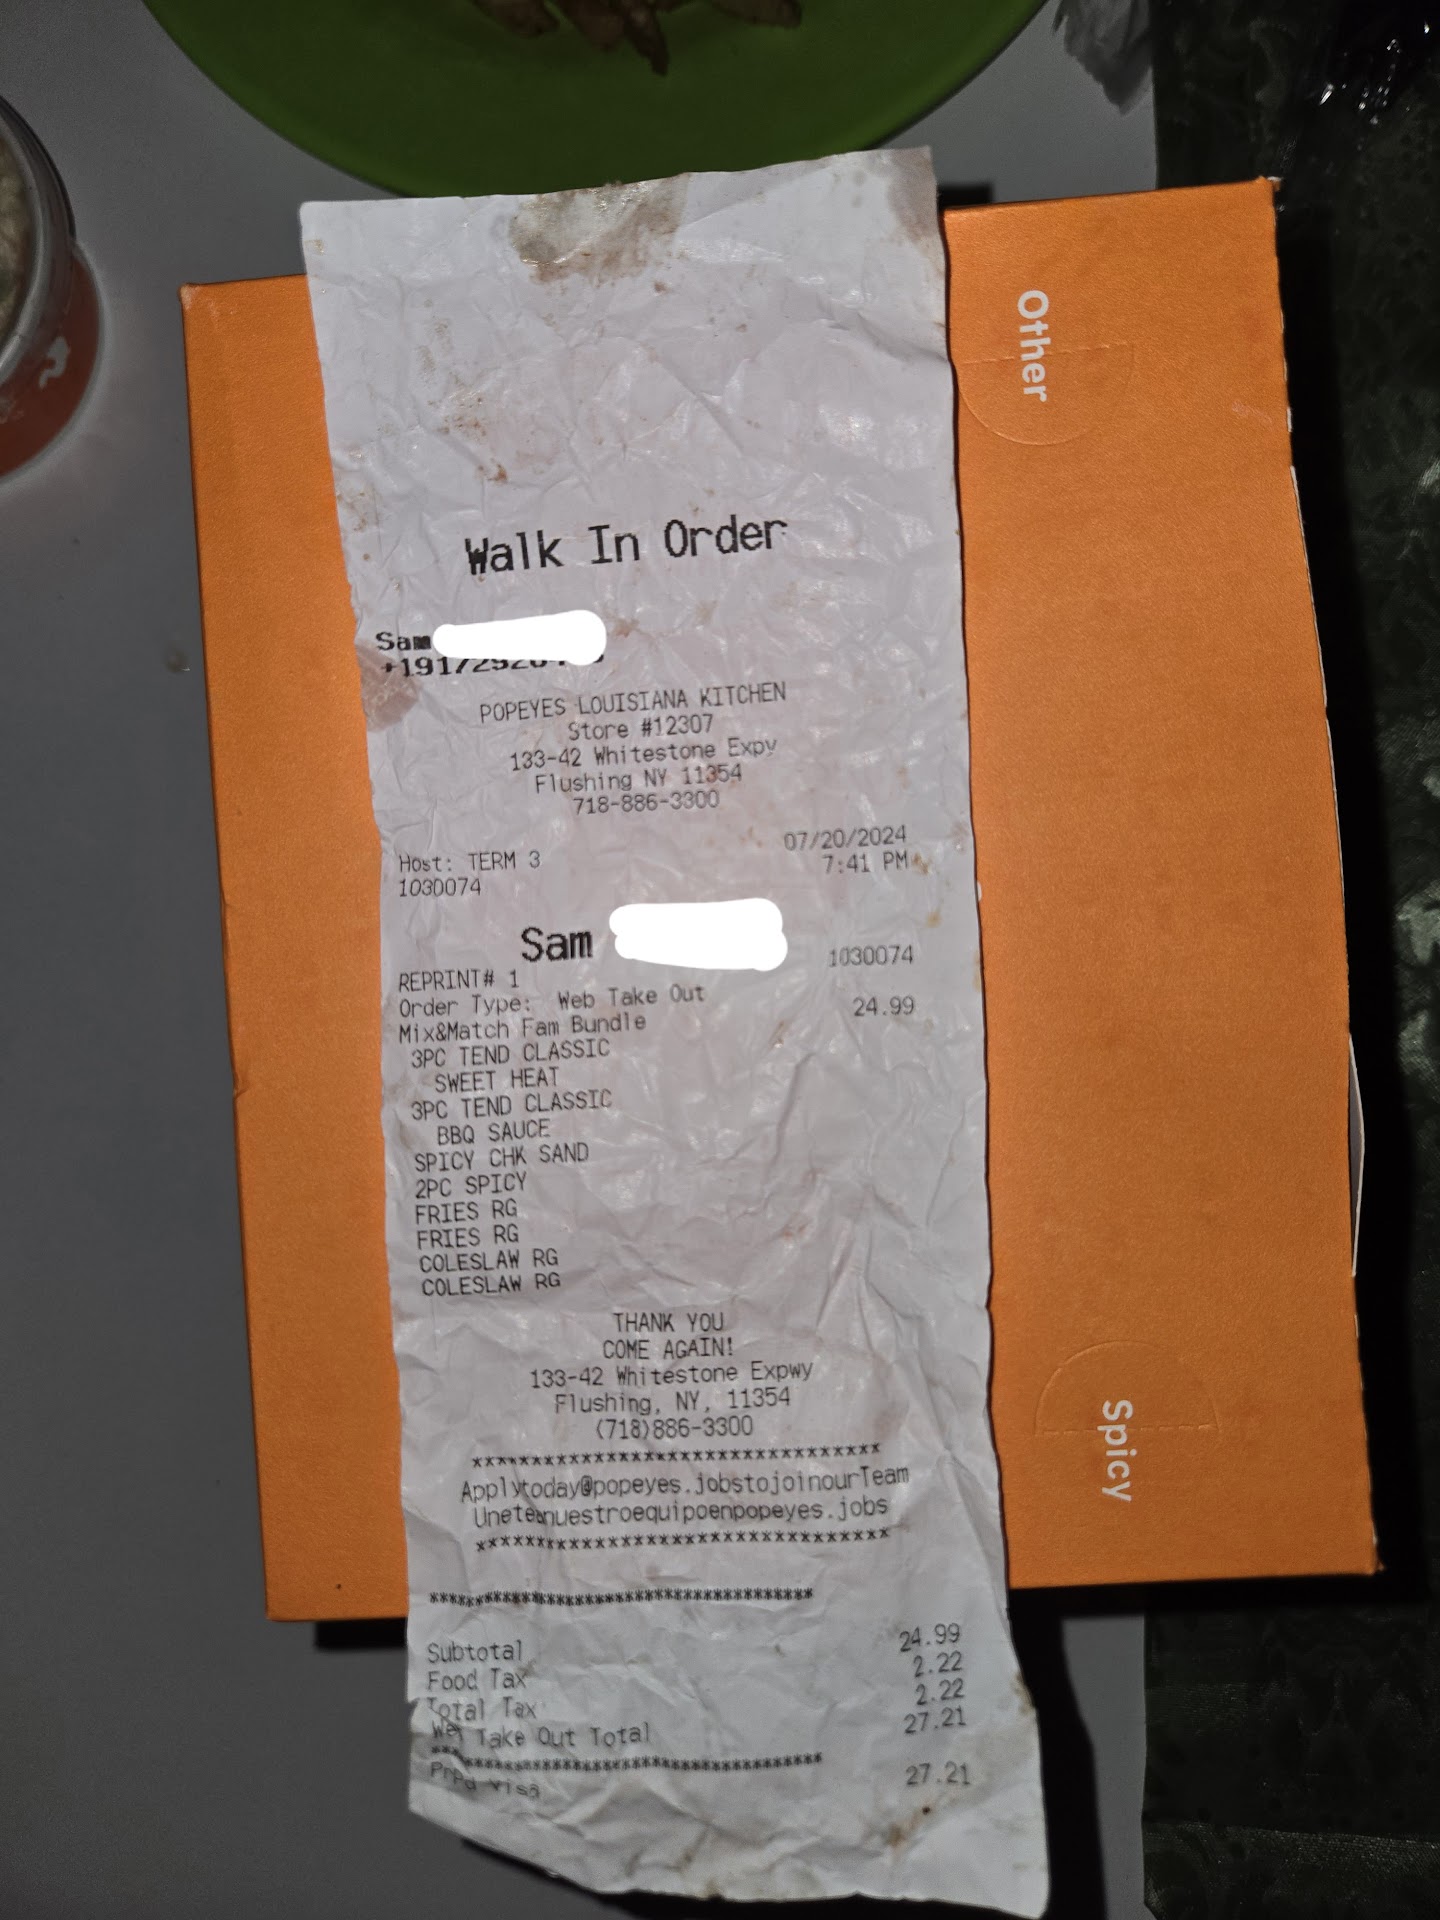 Walk In Order
Sam
POPEYES LOUISIANA KITCHEN
Store #12307
133-42 Whitestone Expy
Flushing NY 11354
718-886-3300
07/20/2024
Host: TERM 3 7:41 PM
1030074
Sam 1030074
REPRINT# 1
Order Type: Web Take Out
Mix&Match Fam Bundle 24.99
3PC TEND CLASSIC
SWEET HEAT
3PC TEND CLASSIC
BBQ SAUCE
SPICY CHK SAND
2PC SPICY
FRIES RG
FRIES RG
COLESLAW RG
COLESLAW RG
THANK YOU
COME AGAIN!
133-42 Whitestone Expwy
Flushing, NY, 11354
(718)886-3300
*********************************
Applytoday@popeyes.jobstojoinourTeam
Uneteanuestroequipoenpopeyes.jobs
*********************************
***************************************
Subtotal 24.99
Food Tax 2.22
Total Tax 2.22
Take Out Total 27.21
***************************************
PrPd Visa 27.21
Other
Spicy